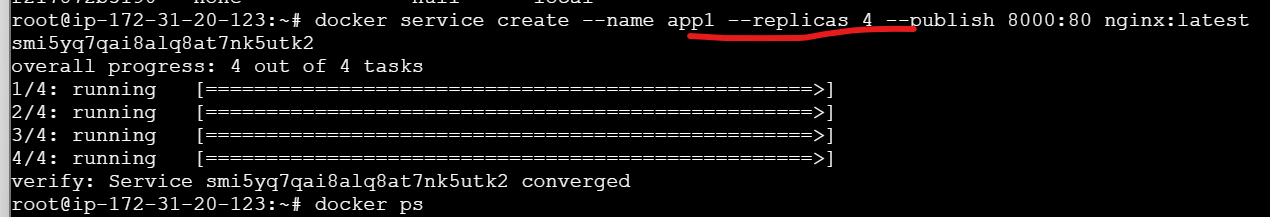 root@ip-172-31-20-123:~# docker service create --name app1 --replicas 4 --publish 8000:80 nginx:latest
smi5yq7qai8alq8at7nk5utk2
overall progress: 4 out of 4 tasks
1/4: running   [==================================================>]
2/4: running   [==================================================>]
3/4: running   [==================================================>]
4/4: running   [==================================================>]
verify: Service smi5yq7qai8alq8at7nk5utk2 converged
root@ip-172-31-20-123:~# docker ps